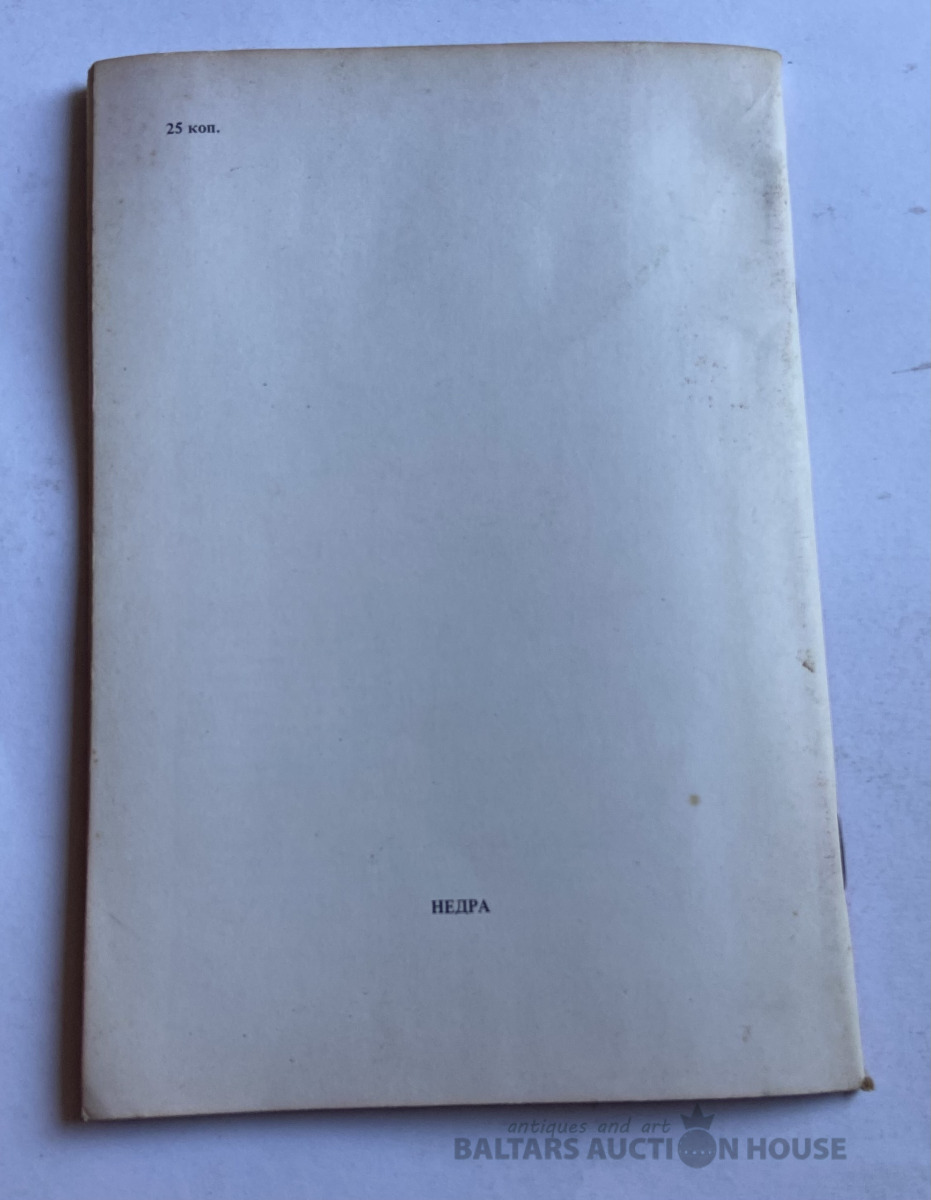 25 коп.
НЕДРА
antiques and art
BALTARS AUCTION HOUSE